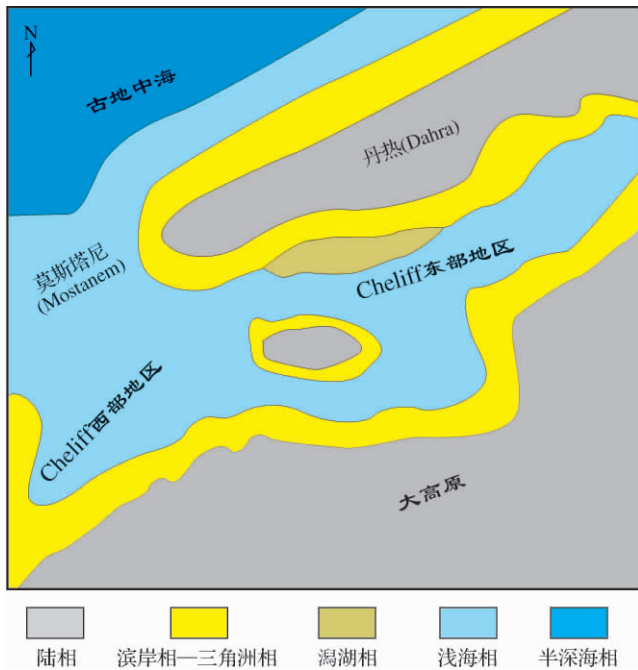 N
古地中海
丹热(Dahra)
莫斯塔尼
(Mostanem)
Cheliff东部地区
Cheliff西部地区
大高原
陆相
滨岸相—三角洲相
潟湖相
浅海相
半深海相